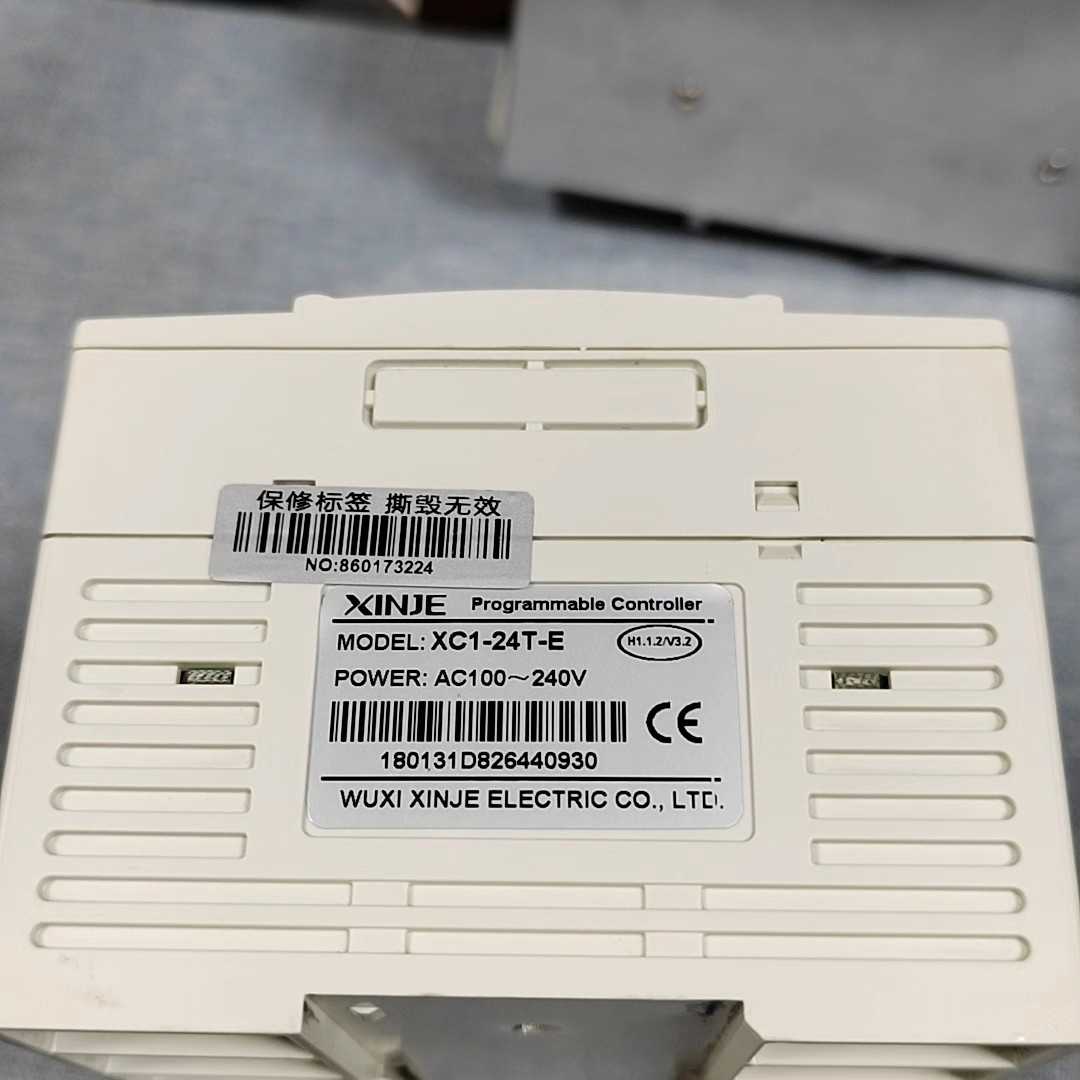 保修标签 撕毁无效
NO:860173224
XINJE Programmable Controller
MODEL: XC1-24T-E H1.1.2/V3.2
POWER: AC100～240V
CE
180131D826440930
WUXI XINJE ELECTRIC CO., LTD.